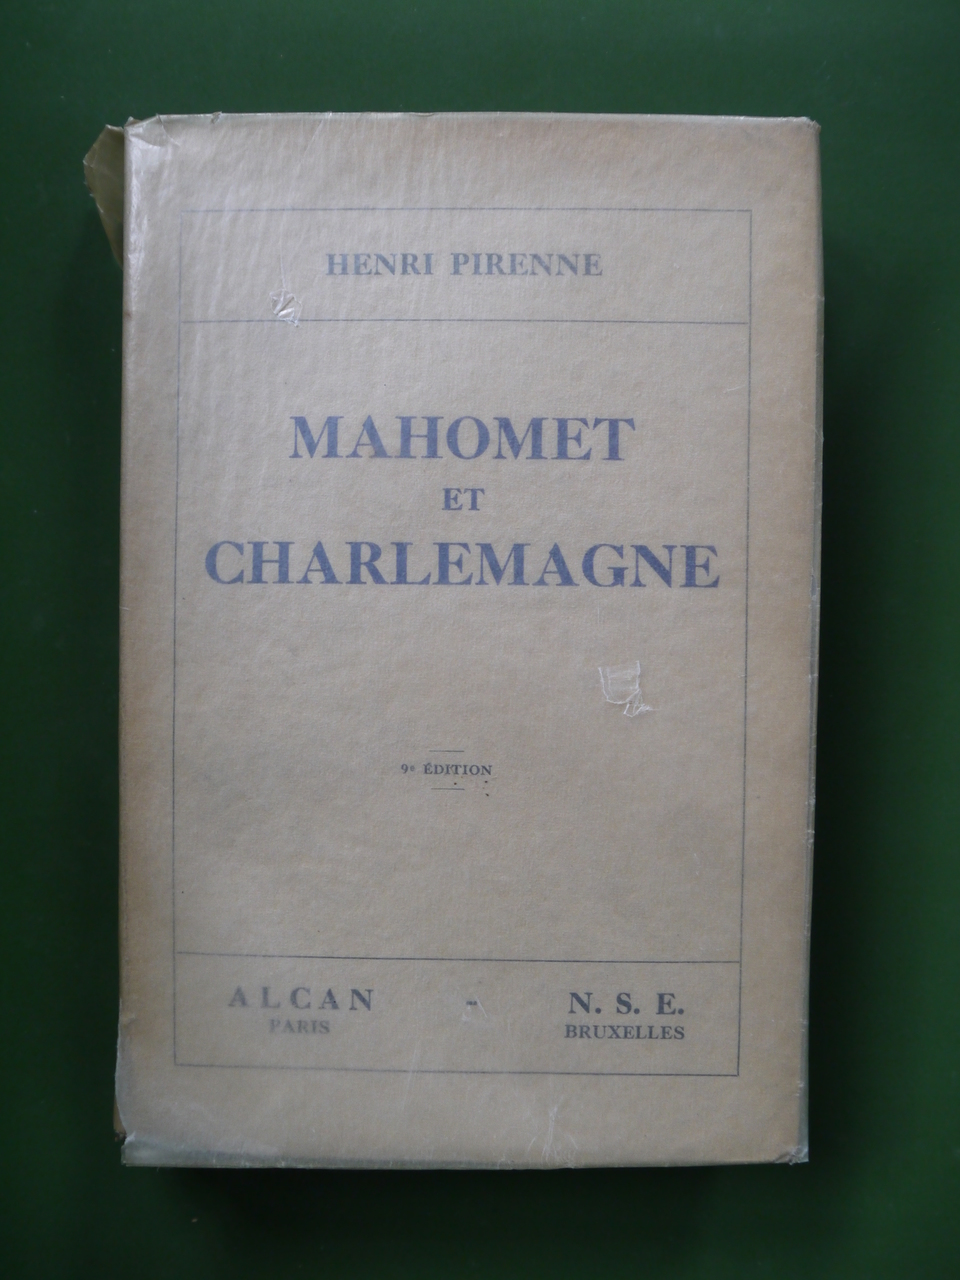 HENRI PIRENNE
MAHOMET
ET
CHARLEMAGNE
9e ÉDITION
ALCAN - N. S. E.
PARIS BRUXELLES